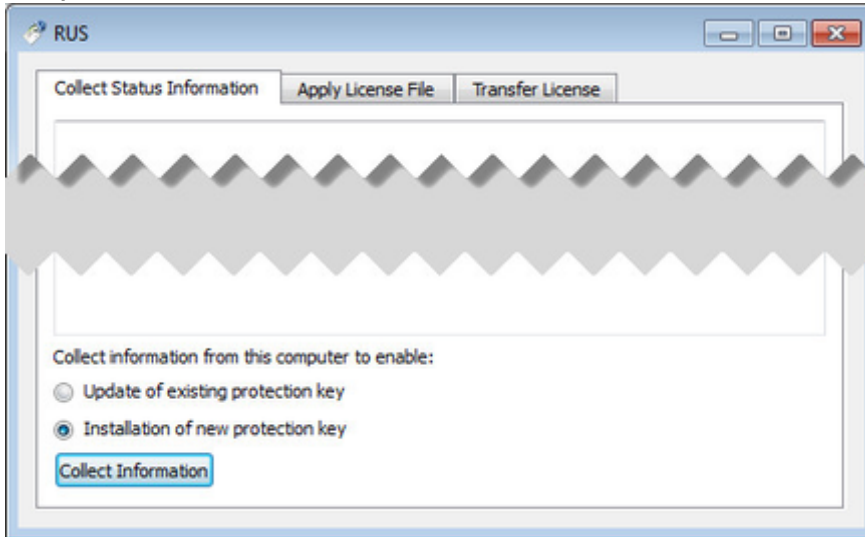 RUS
Collect Status Information Apply License File Transfer License
Collect information from this computer to enable:
Update of existing protection key
Installation of new protection key
Collect Information